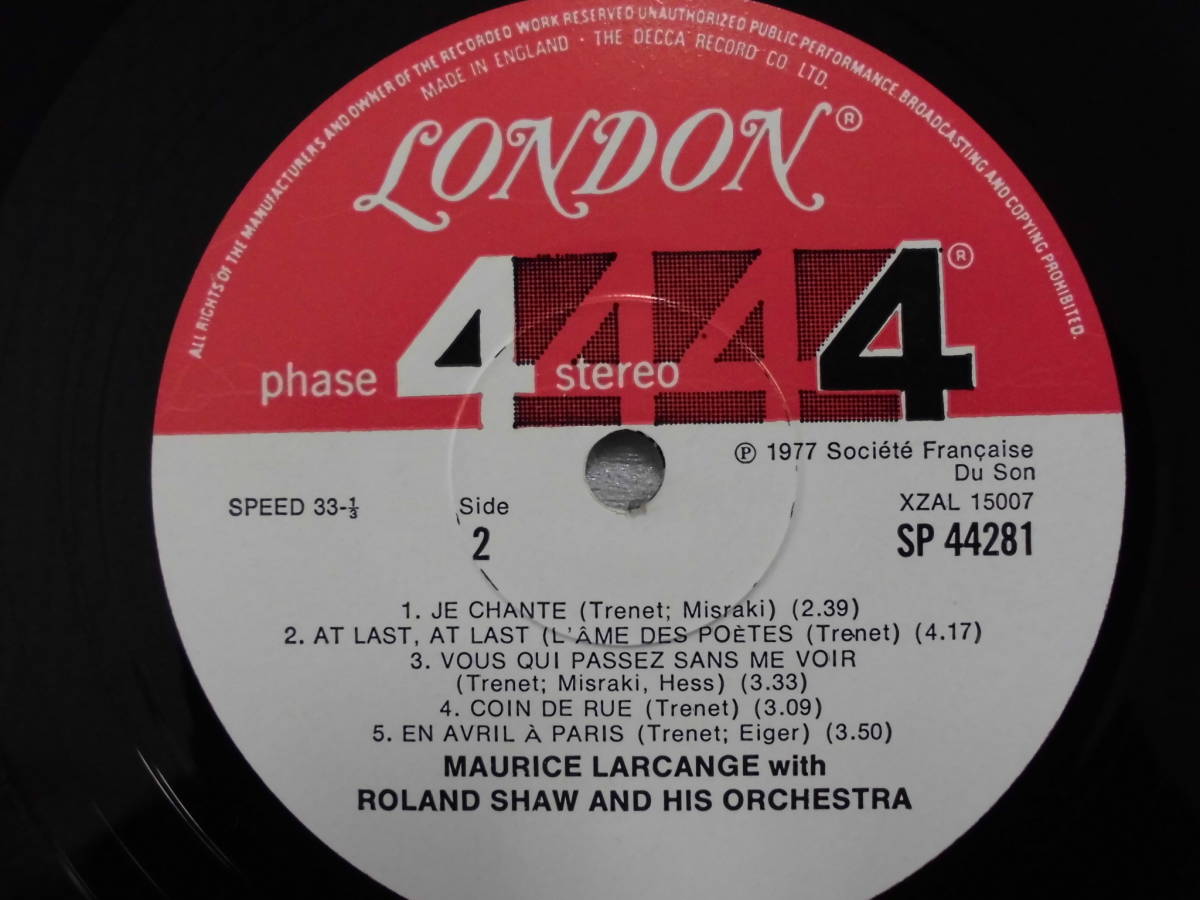 ALL RIGHTS OF THE MANUFACTURERS AND OWNER OF THE RECORDED WORK RESERVED UNAUTHORIZED PUBLIC PERFORMANCE BROADCASTING AND COPYING PROHIBITED.
MADE IN ENGLAND · THE DECCA RECORD CO. LTD.
LONDON®
phase 4 stereo 4 4 4®
℗ 1977 Société Française
Du Son
SPEED 33-⅓
Side
2
XZAL 15007
SP 44281
1. JE CHANTE (Trenet; Misraki) (2.39)
2. AT LAST, AT LAST (L'ÂME DES POÈTES (Trenet) (4.17)
3. VOUS QUI PASSEZ SANS ME VOIR
(Trenet; Misraki, Hess) (3.33)
4. COIN DE RUE (Trenet) (3.09)
5. EN AVRIL À PARIS (Trenet; Eiger) (3.50)
MAURICE LARCANGE with
ROLAND SHAW AND HIS ORCHESTRA